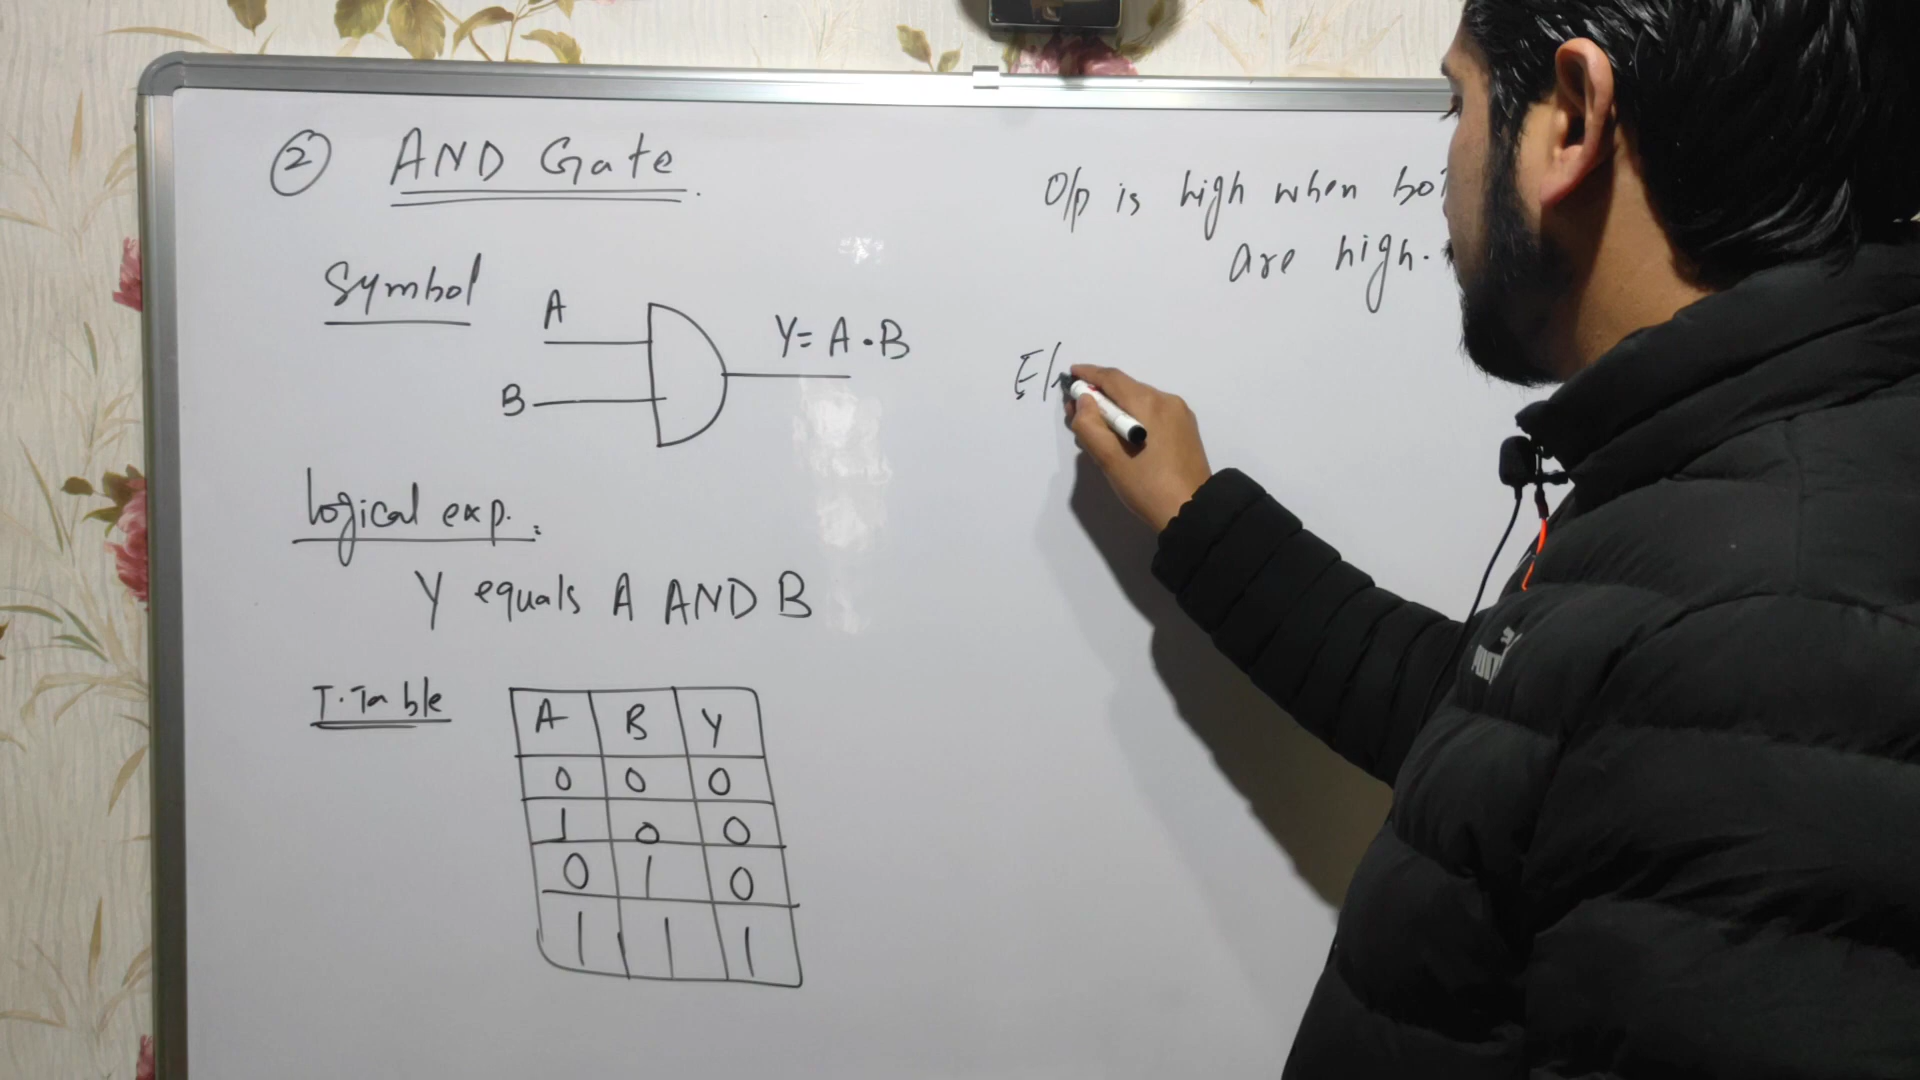 ② AND Gate.
Symbol
A
B
Y = A • B
Logical exp.:
Y equals A AND B
T. Table
A B Y
0 0 0
1 0 0
0 1 0
1 1 1
O/p is high when
are high.